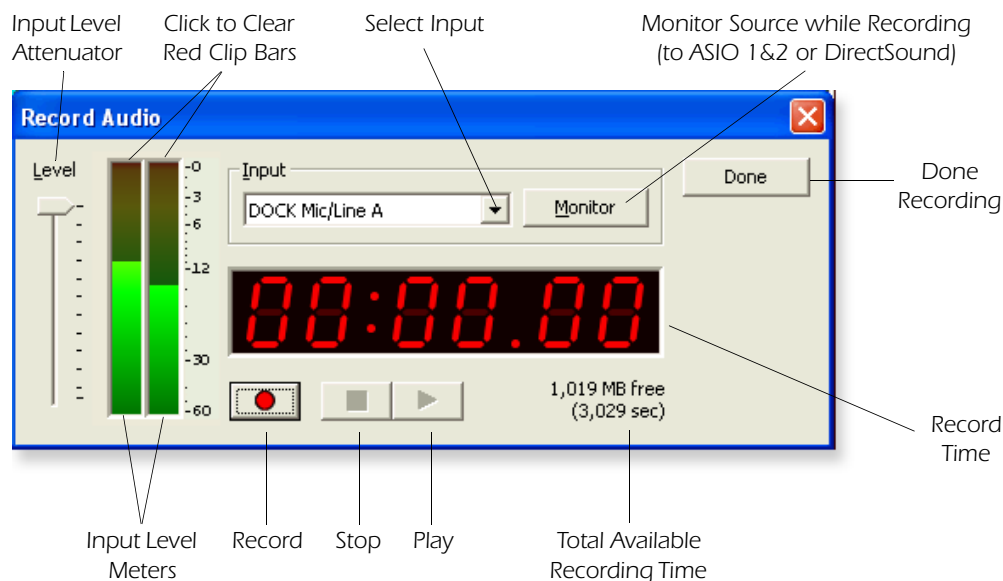 Input Level
Attenuator
Click to Clear
Red Clip Bars
Select Input
Monitor Source while Recording
(to ASIO 1&2 or DirectSound)
Record Audio
Level
-0
-3
-6
-12
-30
-60
Input
DOCK Mic/Line A
Monitor
Done
Done
Recording
00:00.00
1,019 MB free
(3,029 sec)
Record
Time
Input Level
Meters
Record
Stop
Play
Total Available
Recording Time